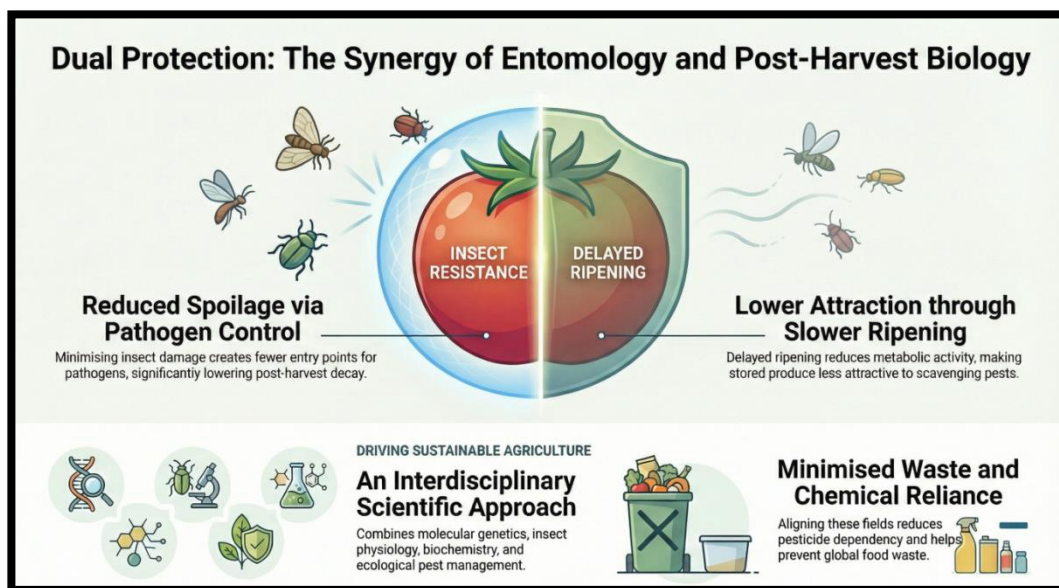 Dual Protection: The Synergy of Entomology and Post-Harvest Biology
INSECT
RESISTANCE
DELAYED
RIPENING
Reduced Spoilage via
Pathogen Control
Minimising insect damage creates fewer entry points for
pathogens, significantly lowering post-harvest decay.
Lower Attraction through
Slower Ripening
Delayed ripening reduces metabolic activity, making
stored produce less attractive to scavenging pests.
DRIVING SUSTAINABLE AGRICULTURE
An Interdisciplinary
Scientific Approach
Combines molecular genetics, insect
physiology, biochemistry, and
ecological pest management.
Minimised Waste and
Chemical Reliance
Aligning these fields reduces
pesticide dependency and helps
prevent global food waste.